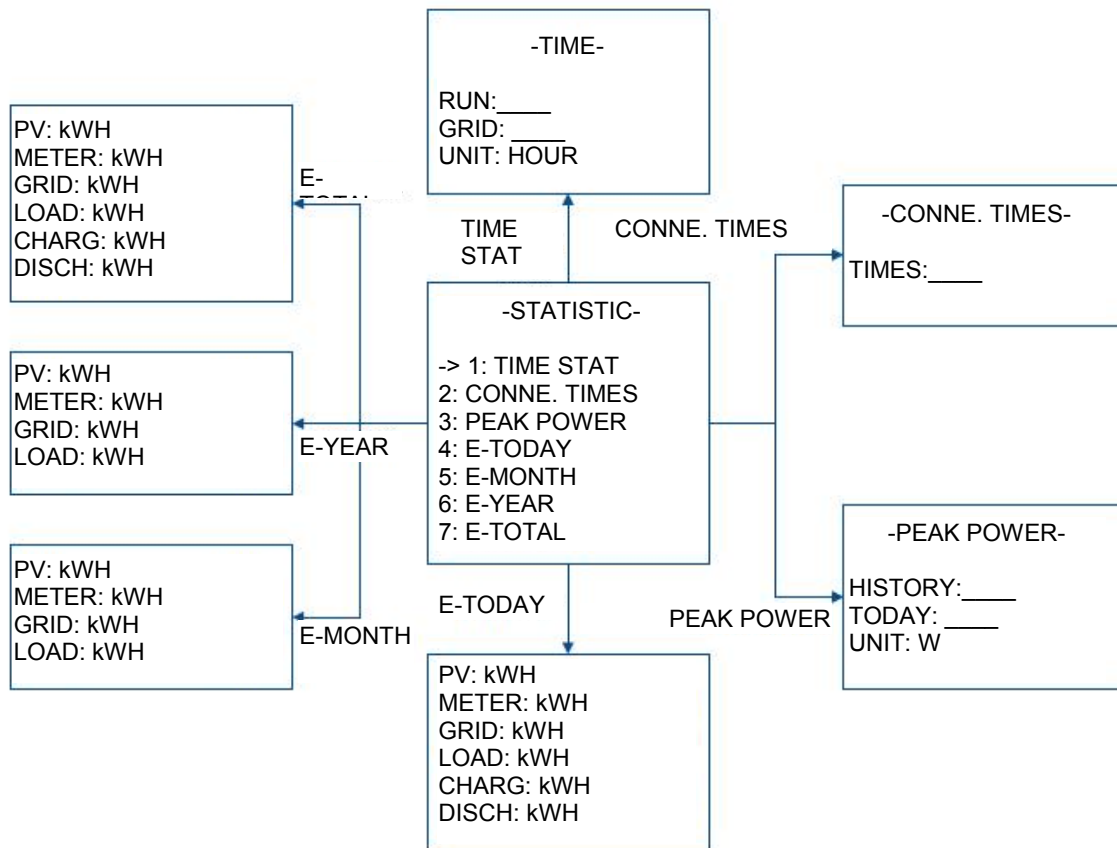 -TIME-
RUN:____
GRID: ____
UNIT: HOUR
PV: kWH
METER: kWH
GRID: kWH
LOAD: kWH
CHARG: kWH
DISCH: kWH
E-
TIME
STAT
CONNE. TIMES
-CONNE. TIMES-
TIMES:____
-STATISTIC-
-> 1: TIME STAT
2: CONNE. TIMES
3: PEAK POWER
4: E-TODAY
5: E-MONTH
6: E-YEAR
7: E-TOTAL
PV: kWH
METER: kWH
GRID: kWH
LOAD: kWH
E-YEAR
PV: kWH
METER: kWH
GRID: kWH
LOAD: kWH
E-MONTH
E-TODAY
PEAK POWER
-PEAK POWER-
HISTORY:____
TODAY: ____
UNIT: W
PV: kWH
METER: kWH
GRID: kWH
LOAD: kWH
CHARG: kWH
DISCH: kWH